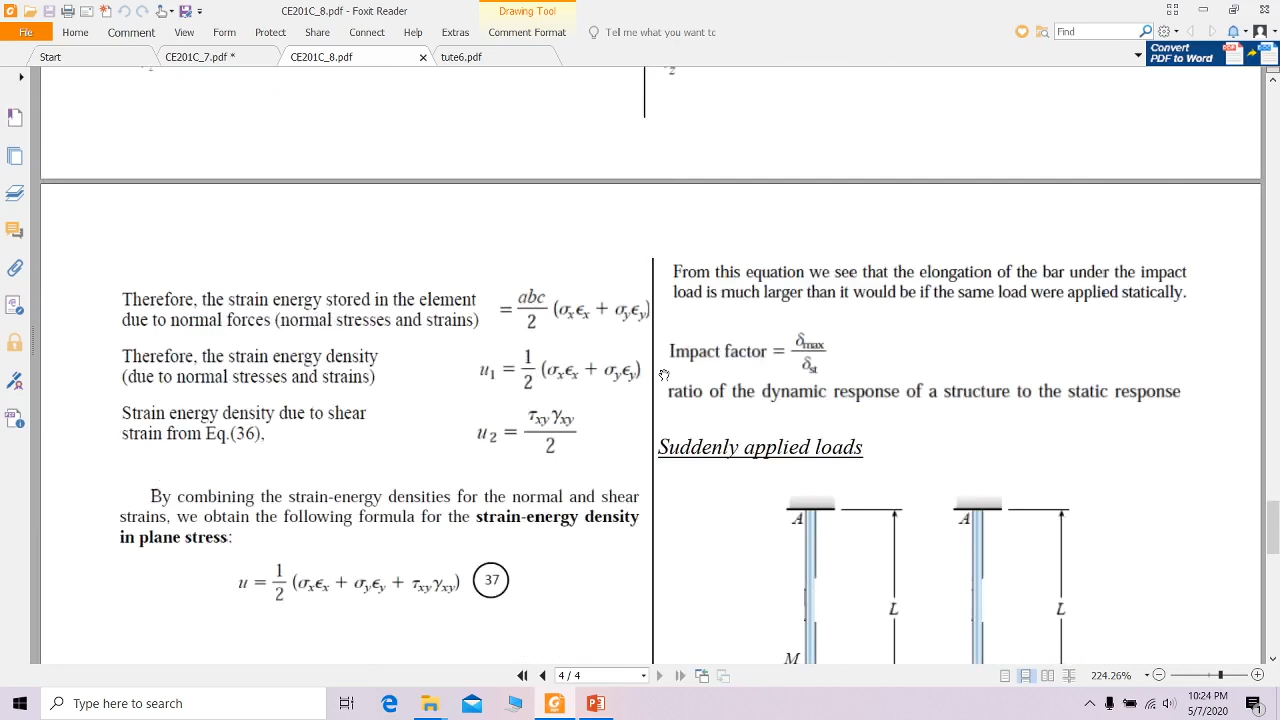 CE201C_8.pdf - Foxit Reader
Drawing Tool
File
Home
Comment
View
Form
Protect
Share
Connect
Help
Extras
Comment Format
Tell me what you want to
Find
Start
CE201C_7.pdf *
CE201C_8.pdf
tute6.pdf
Convert
PDF to Word
Therefore, the strain energy stored in the element
due to normal forces (normal stresses and strains)
= abc/2 (σxϵx + σyϵy)
Therefore, the strain energy density
(due to normal stresses and strains)
u1 = 1/2 (σxϵx + σyϵy)
Strain energy density due to shear
strain from Eq.(36),
u2 = τxyγxy/2
By combining the strain-energy densities for the normal and shear
strains, we obtain the following formula for the strain-energy density
in plane stress:
u = 1/2 (σxϵx + σyϵy + τxyγxy) 37
From this equation we see that the elongation of the bar under the impact
load is much larger than it would be if the same load were applied statically.
Impact factor = δmax/δst
ratio of the dynamic response of a structure to the static response
Suddenly applied loads
A
A
L
L
M
4 / 4
224.26%
Type here to search
10:24 PM
5/7/2020